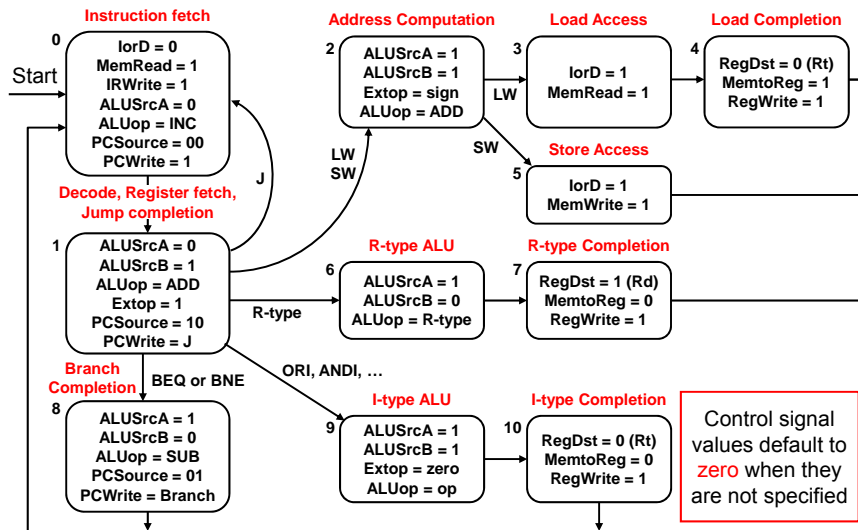 Instruction fetch
0
Start
IorD = 0
MemRead = 1
IRWrite = 1
ALUSrcA = 0
ALUop = INC
PCSource = 00
PCWrite = 1
Address Computation
2
ALUSrcA = 1
ALUSrcB = 1
Extop = sign
ALUop = ADD
LW
SW
Load Access
3
IorD = 1
MemRead = 1
Load Completion
4
RegDst = 0 (Rt)
MemtoReg = 1
RegWrite = 1
Store Access
5
IorD = 1
MemWrite = 1
J
LW
SW
Decode, Register fetch,
Jump completion
1
ALUSrcA = 0
ALUSrcB = 1
ALUop = ADD
Extop = 1
PCSource = 10
PCWrite = J
R-type
R-type ALU
6
ALUSrcA = 1
ALUSrcB = 0
ALUop = R-type
R-type Completion
7
RegDst = 1 (Rd)
MemtoReg = 0
RegWrite = 1
Branch
Completion
BEQ or BNE
8
ALUSrcA = 1
ALUSrcB = 0
ALUop = SUB
PCSource = 01
PCWrite = Branch
ORI, ANDI, …
I-type ALU
9
ALUSrcA = 1
ALUSrcB = 1
Extop = zero
ALUop = op
I-type Completion
10
RegDst = 0 (Rt)
MemtoReg = 0
RegWrite = 1
Control signal
values default to
zero when they
are not specified